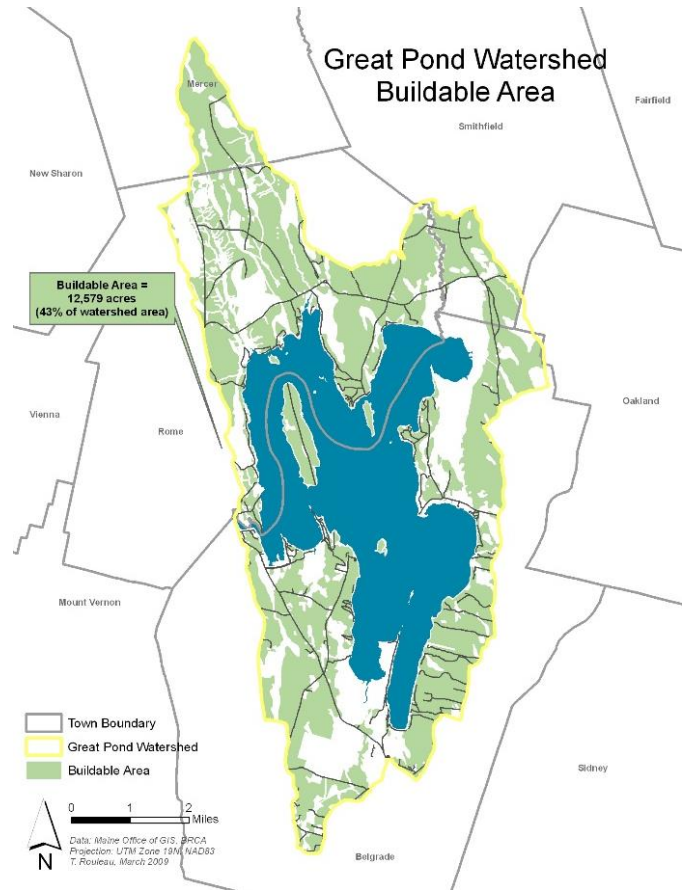 Great Pond Watershed
Buildable Area
Mercer
Fairfield
Smithfield
New Sharon
Buildable Area =
12,579 acres
(43% of watershed area)
Vienna
Rome
Oakland
Mount Vernon
Town Boundary
Great Pond Watershed
Buildable Area
Sidney
0 1 2
Miles
Data: Maine Office of GIS, BRCA
Projection: UTM Zone 19N, NAD83
T. Rouleau, March 2009
N
Belgrade